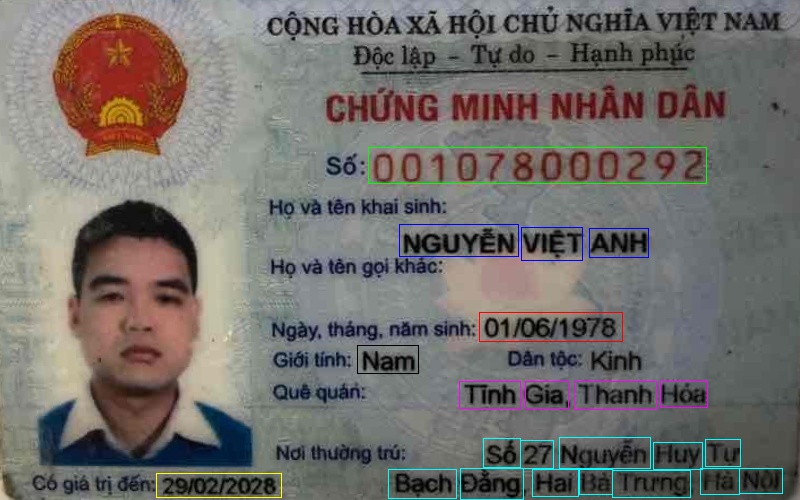 CỘNG HÒA XÃ HỘI CHỦ NGHĨA VIỆT NAM
Độc lập - Tự do - Hạnh phúc
CHỨNG MINH NHÂN DÂN
Số: 001078000292
Họ và tên khai sinh:
NGUYỄN VIỆT ANH
Họ và tên gọi khác:
Ngày, tháng, năm sinh: 01/06/1978
Giới tính: Nam Dân tộc: Kinh
Quê quán: Tĩnh Gia, Thanh Hóa
Nơi thường trú: Số 27 Nguyễn Huy Tự
Có giá trị đến: 29/02/2028 Bạch Đằng, Hai Bà Trưng, Hà Nội